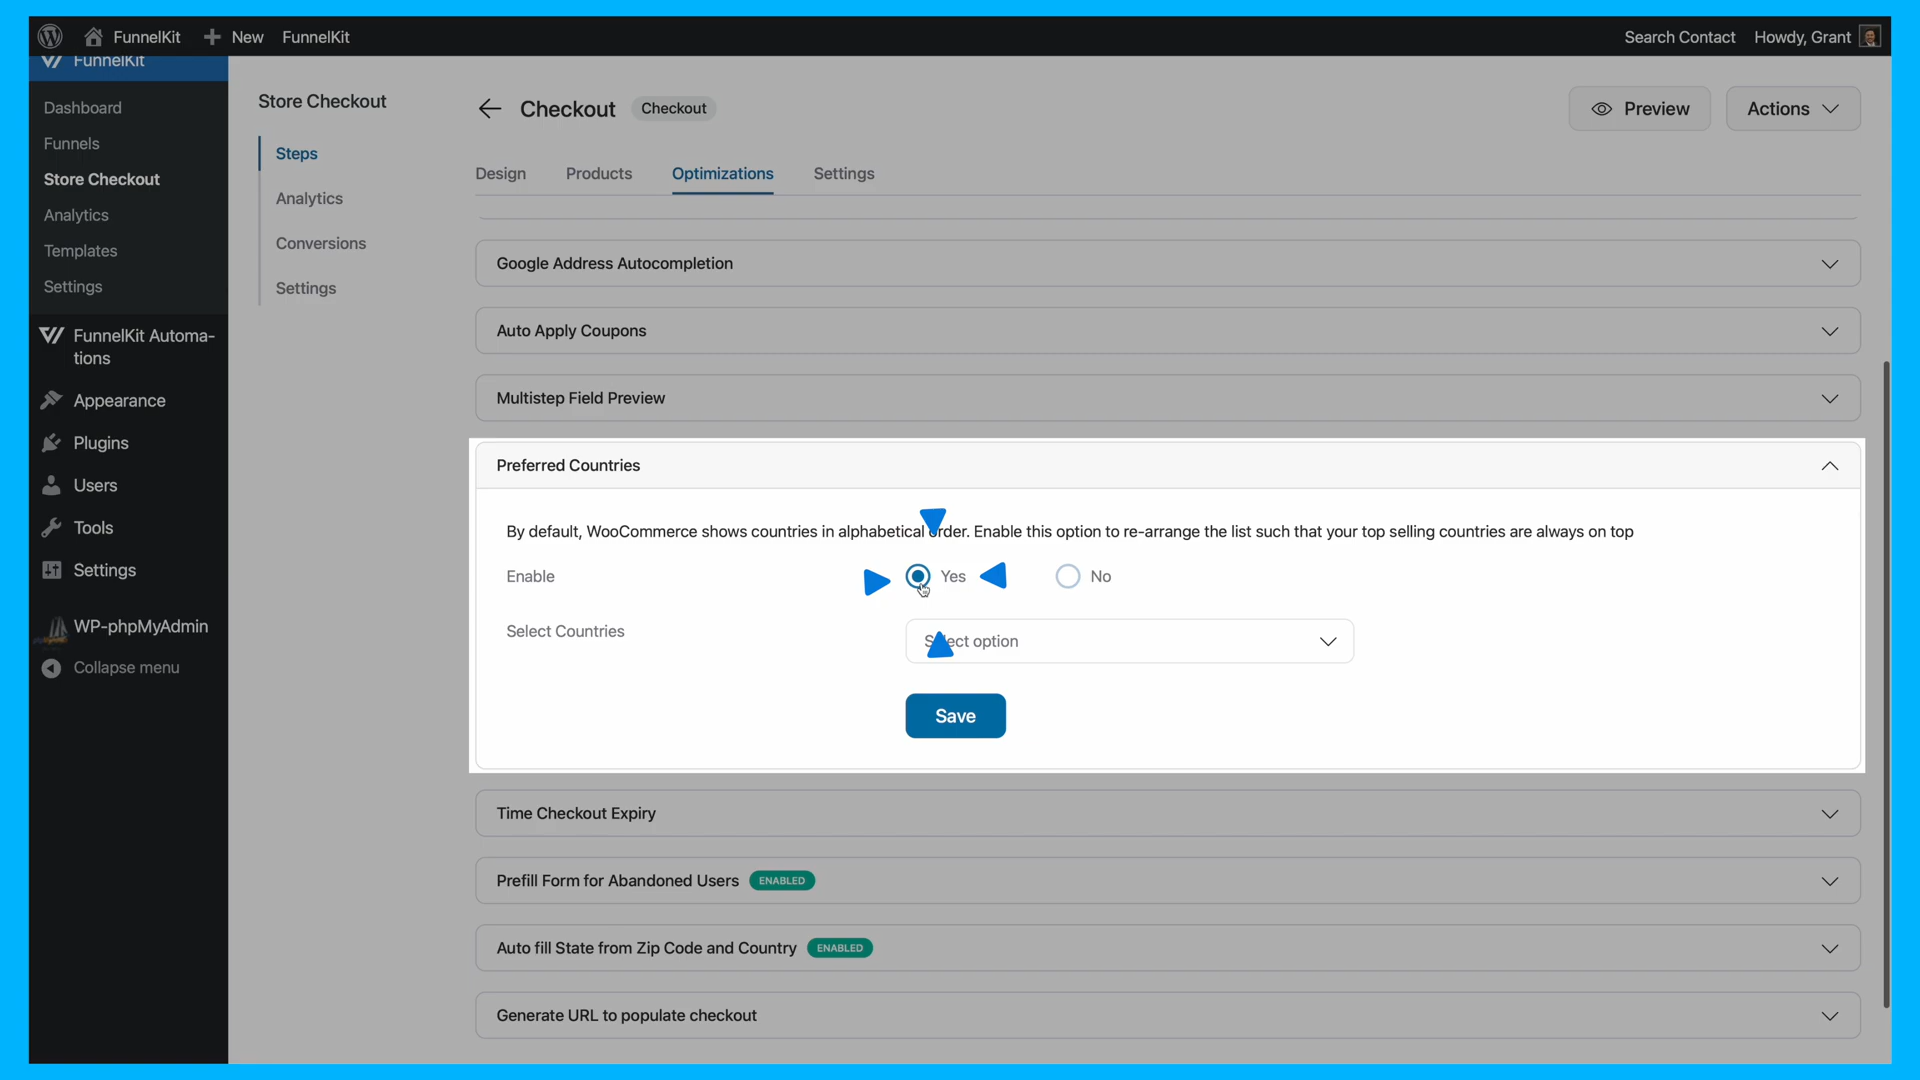 FunnelKit
New
FunnelKit
Search Contact
Howdy, Grant
FunnelKit
Dashboard
Funnels
Store Checkout
Analytics
Templates
Settings
FunnelKit Automa-
tions
Appearance
Plugins
Users
Tools
Settings
WP-phpMyAdmin
Collapse menu
Store Checkout
Steps
Analytics
Conversions
Settings
Checkout
Checkout
Preview
Actions
Design
Products
Optimizations
Settings
Google Address Autocompletion
Auto Apply Coupons
Multistep Field Preview
Preferred Countries
By default, WooCommerce shows countries in alphabetical order. Enable this option to re-arrange the list such that your top selling countries are always on top
Enable
Yes
No
Select Countries
Select option
Save
Time Checkout Expiry
Prefill Form for Abandoned Users ENABLED
Auto fill State from Zip Code and Country ENABLED
Generate URL to populate checkout